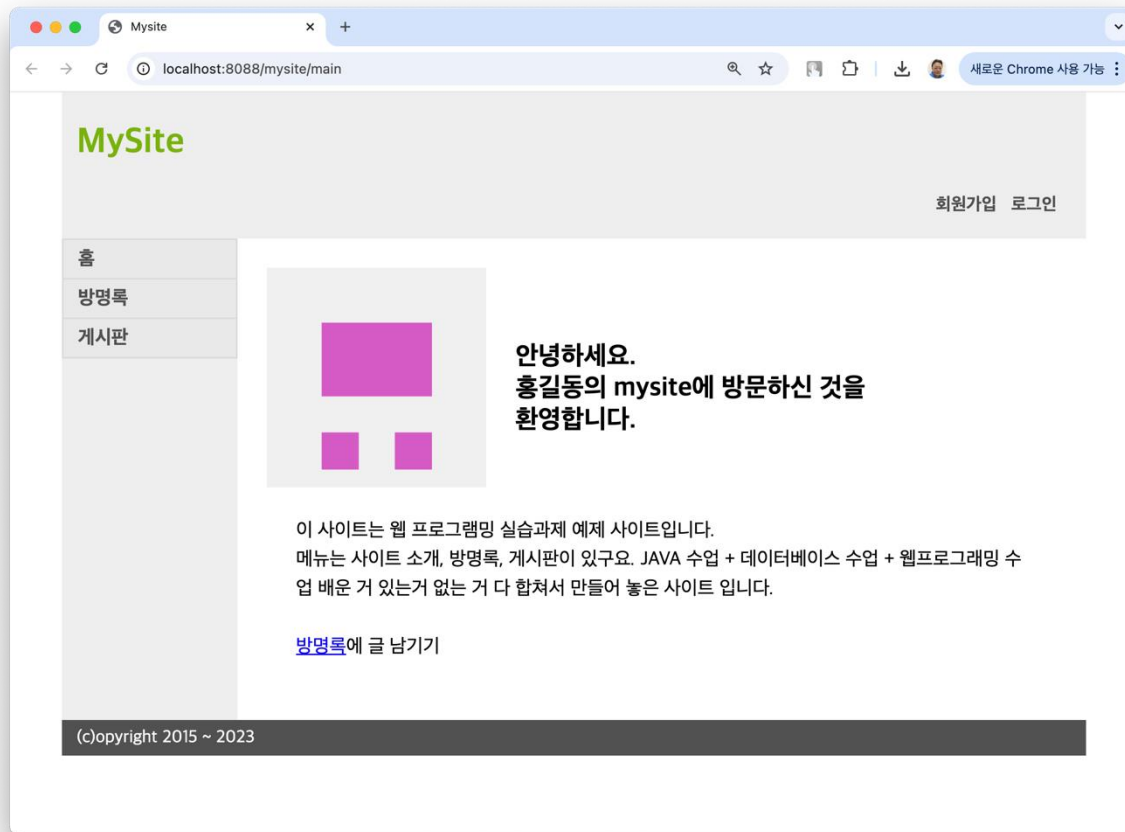 Mysite
localhost:8088/mysite/main
새로운 Chrome 사용 가능
MySite
회원가입 로그인
홈
방명록
게시판
안녕하세요.
홍길동의 mysite에 방문하신 것을
환영합니다.
이 사이트는 웹 프로그램밍 실습과제 예제 사이트입니다.
메뉴는 사이트 소개, 방명록, 게시판이 있구요. JAVA 수업 + 데이터베이스 수업 + 웹프로그래밍 수
업 배운 거 있는거 없는 거 다 합쳐서 만들어 놓은 사이트 입니다.
방명록에 글 남기기
(c)opyright 2015 ~ 2023